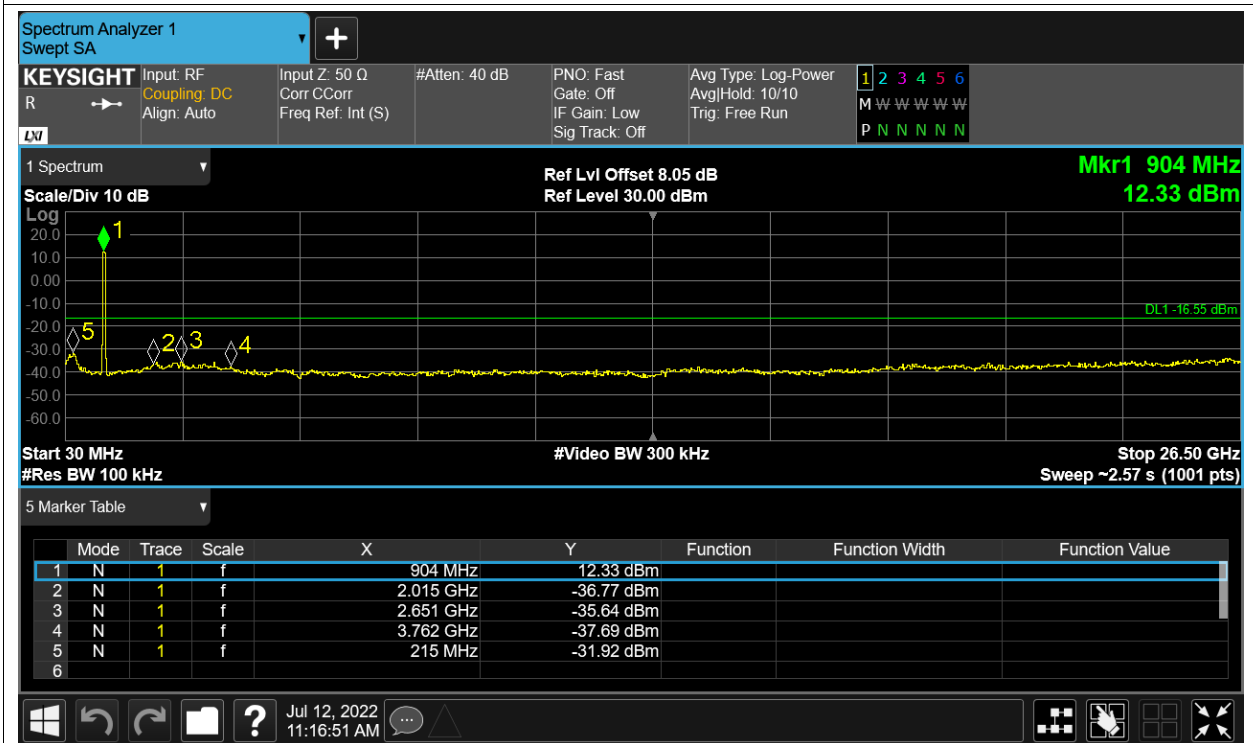 Spectrum Analyzer 1
Swept SA
+
KEYSIGHT Input: RF Input Z: 50 Ω #Atten: 40 dB PNO: Fast Avg Type: Log-Power 1 2 3 4 5 6
R Coupling: DC Corr CCorr Gate: Off Avg|Hold: 10/10 M W W W W W
Align: Auto Freq Ref: Int (S) IF Gain: Low Trig: Free Run
LXI Sig Track: Off P N N N N N
1 Spectrum Ref Lvl Offset 8.05 dB Mkr1 904 MHz
Scale/Div 10 dB Ref Level 30.00 dBm 12.33 dBm
Log
20.0 1
10.0
0.00
-10.0 DL1 -16.55 dBm
-20.0 5 2 3 4
-30.0
-40.0
-50.0
-60.0
Start 30 MHz #Video BW 300 kHz Stop 26.50 GHz
#Res BW 100 kHz Sweep ~2.57 s (1001 pts)
5 Marker Table
Mode Trace Scale X Y Function Function Width Function Value
1 N 1 f 904 MHz 12.33 dBm
2 N 1 f 2.015 GHz -36.77 dBm
3 N 1 f 2.651 GHz -35.64 dBm
4 N 1 f 3.762 GHz -37.69 dBm
5 N 1 f 215 MHz -31.92 dBm
6
? Jul 12, 2022
11:16:51 AM